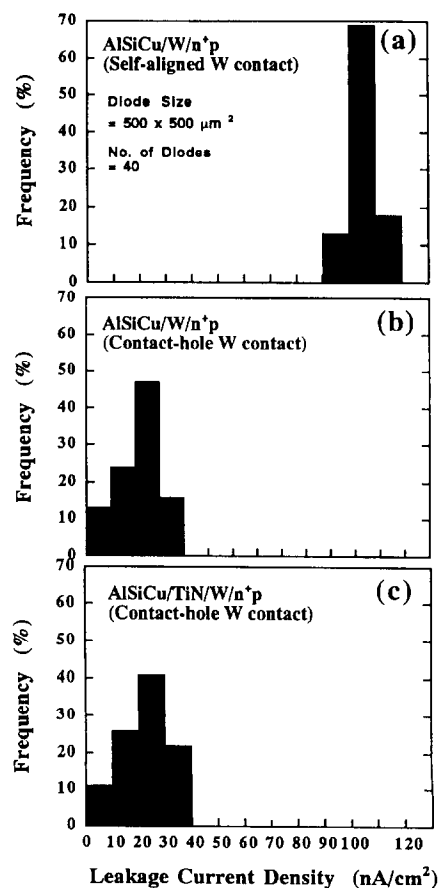 70
60
50
40
30
20
10
0
Frequency (%)
AlSiCu/W/n⁺p
(Self-aligned W contact)
(a)
Diode Size
= 500 x 500 μm ²
No. of Diodes
= 40
70
60
50
40
30
20
10
0
Frequency (%)
AlSiCu/W/n⁺p
(Contact-hole W contact)
(b)
70
60
50
40
30
20
10
0
Frequency (%)
AlSiCu/TiN/W/n⁺p
(Contact-hole W contact)
(c)
0 10 20 30 40 50 60 70 80 90 100 120
Leakage Current Density (nA/cm²)